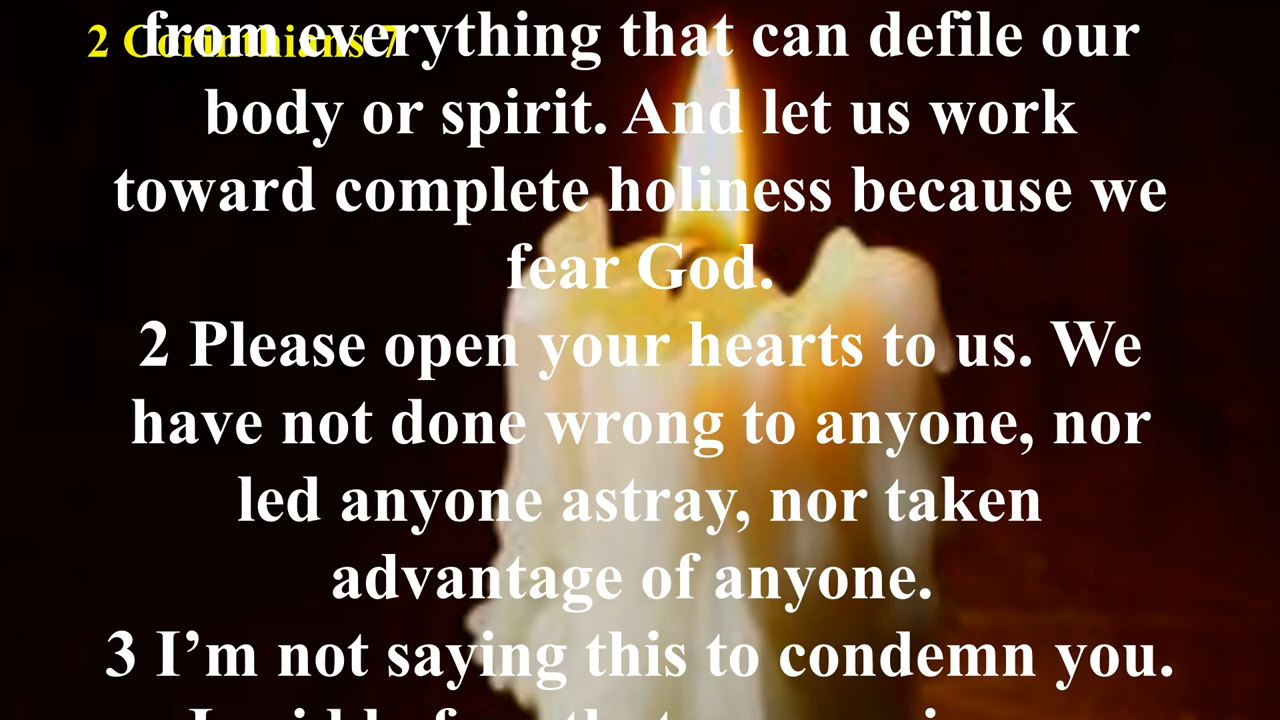 2 Corinthians 7
from everything that can defile our
body or spirit. And let us work
toward complete holiness because we
fear God.
2 Please open your hearts to us. We
have not done wrong to anyone, nor
led anyone astray, nor taken
advantage of anyone.
3 I’m not saying this to condemn you.